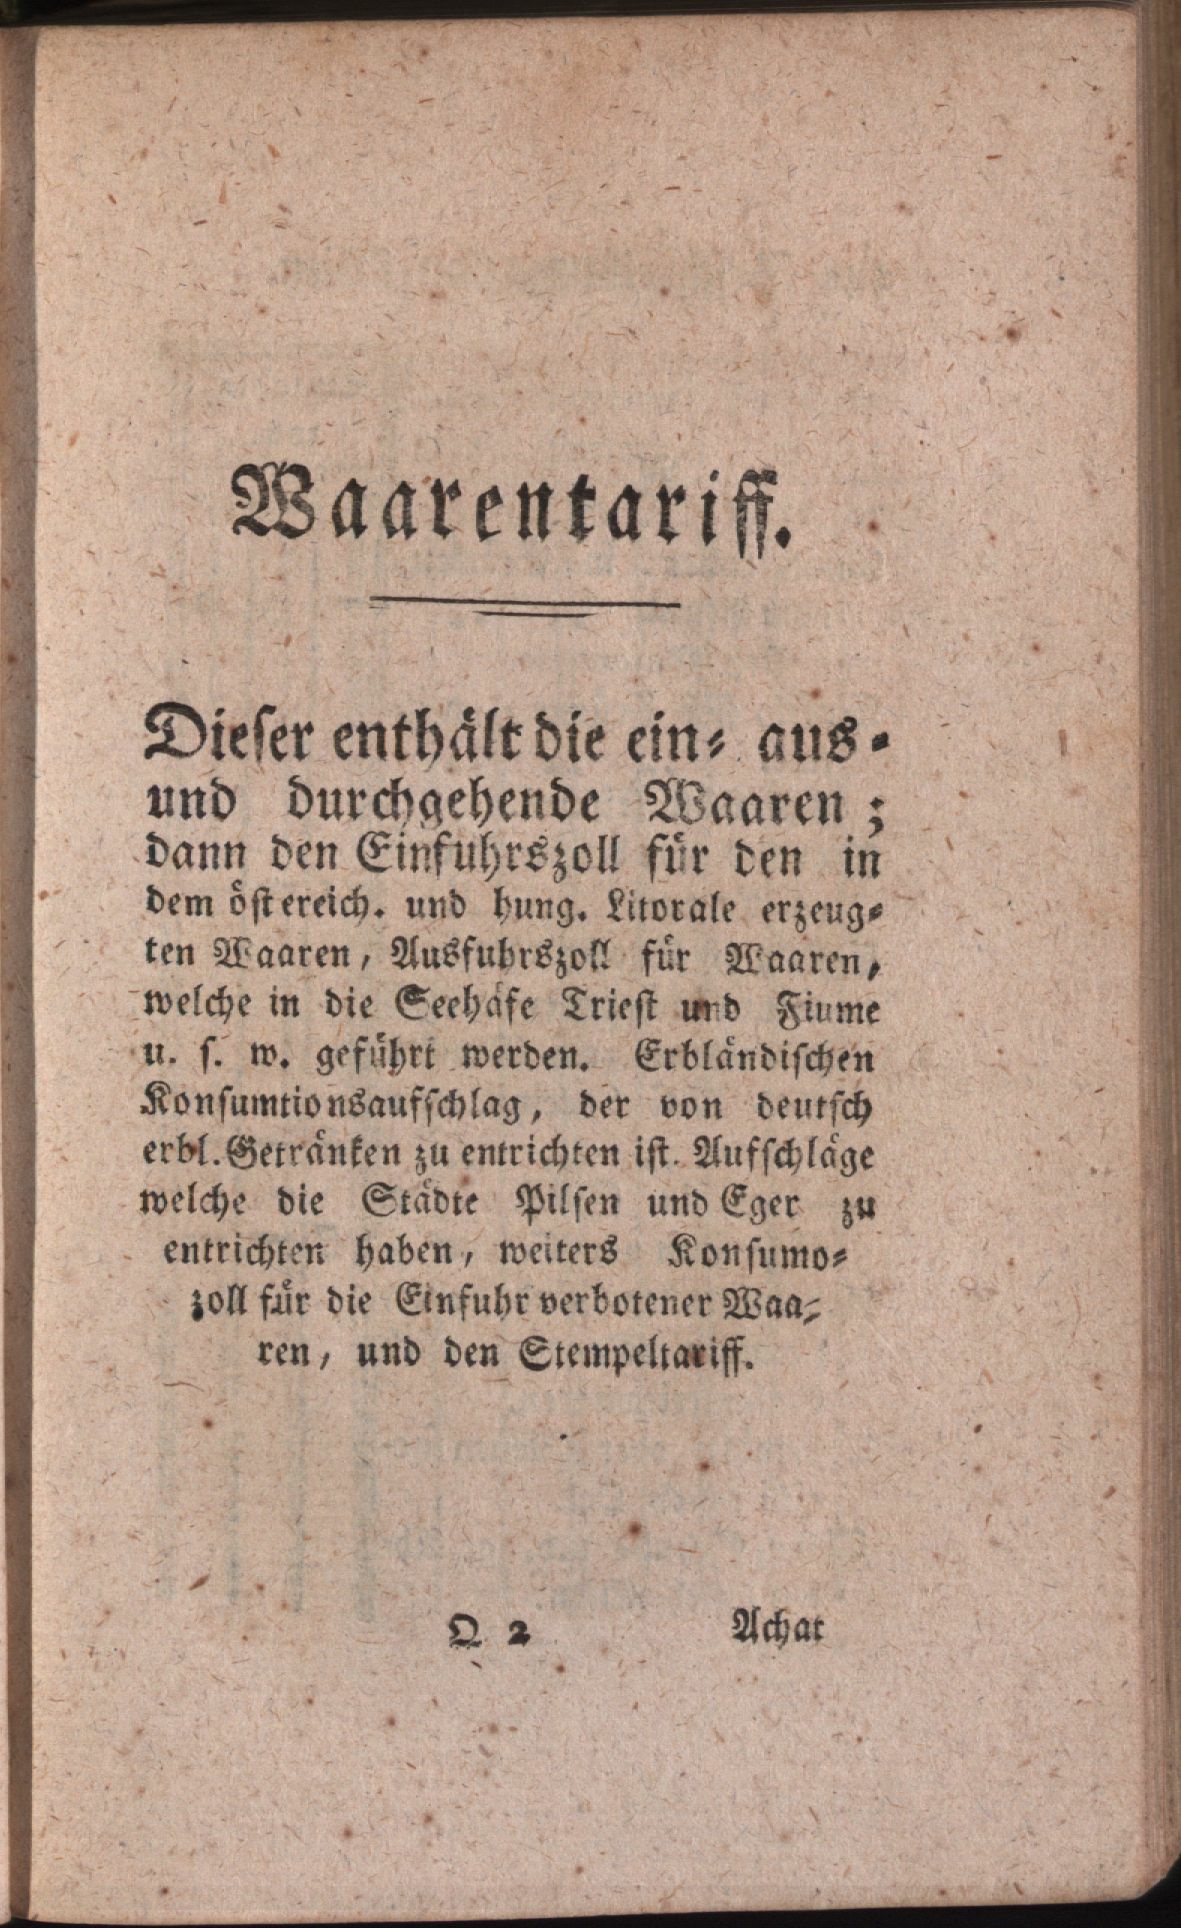 Waarentariff.
Dieser enthält die ein- aus-
und durchgehende Waaren;
dann den Einfuhrszoll für den in
dem östereich. und hung. Litorale erzeug-
ten Waaren, Ausfuhrszoll für Waaren,
welche in die Seehäfe Triest und Fiume
u. s. w. geführt werden. Erbländischen
Konsumtionsaufschlag, der von deutsch
erbl. Getränken zu entrichten ist. Aufschläge
welche die Städte Pilsen und Eger zu
entrichten haben, weiters Konsumo-
zoll für die Einfuhr verbotener Waa-
ren, und den Stempeltariff.
Q 2 Achat